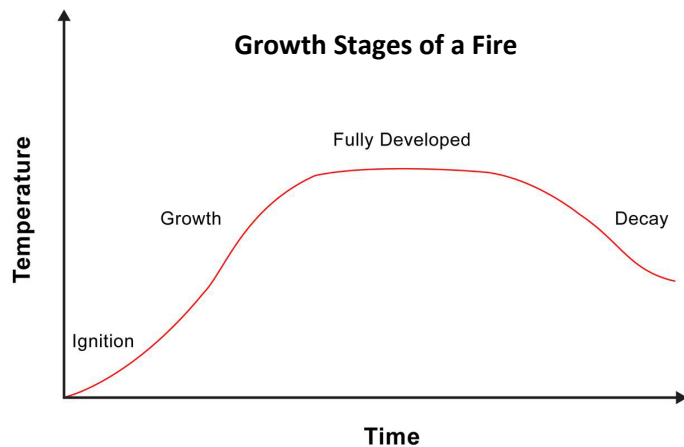 Growth Stages of a Fire
Fully Developed
Growth
Decay
Ignition
Temperature
Time